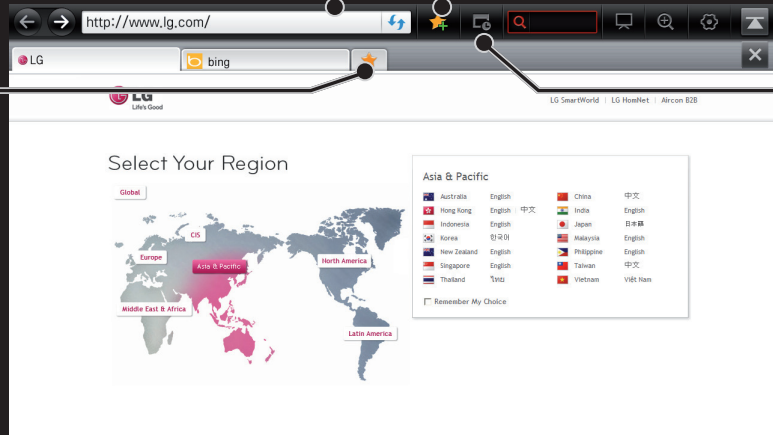 http://www.lg.com/
LG
bing
LG
Life's Good
LG SmartWorld | LG HomNet | Aircon B2B
Select Your Region
Global
CIS
Europe
Asia & Pacific
North America
Middle East & Africa
Latin America
Asia & Pacific
Australia English China 中文
Hong Kong English | 中文 India English
Indonesia English Japan 日本語
Korea 한국어 Malaysia English
New Zealand English Philippine English
Singapore English Taiwan 中文
Thailand ไทย Vietnam Việt Nam
Remember My Choice